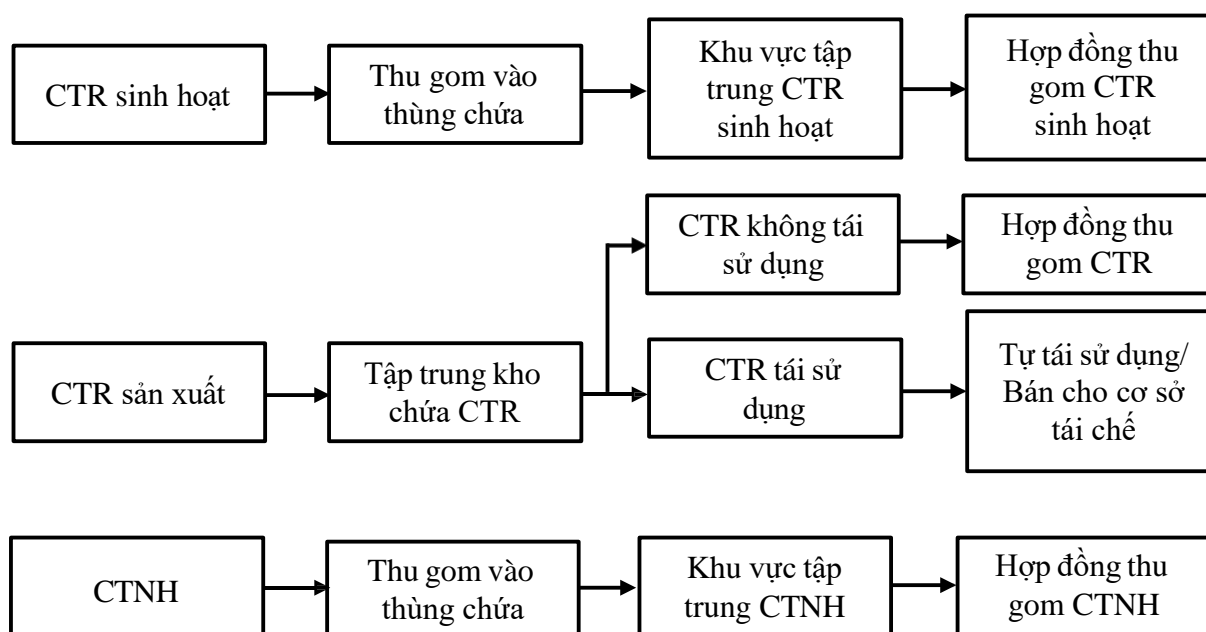 CTR sinh hoạt
Thu gom vào
thùng chứa
Khu vực tập
trung CTR
sinh hoạt
Hợp đồng thu
gom CTR
sinh hoạt
CTR sản xuất
Tập trung kho
chứa CTR
CTR không tái
sử dụng
Hợp đồng thu
gom CTR
CTR tái sử
dụng
Tự tái sử dụng/
Bán cho cơ sở
tái chế
CTNH
Thu gom vào
thùng chứa
Khu vực tập
trung CTNH
Hợp đồng thu
gom CTNH